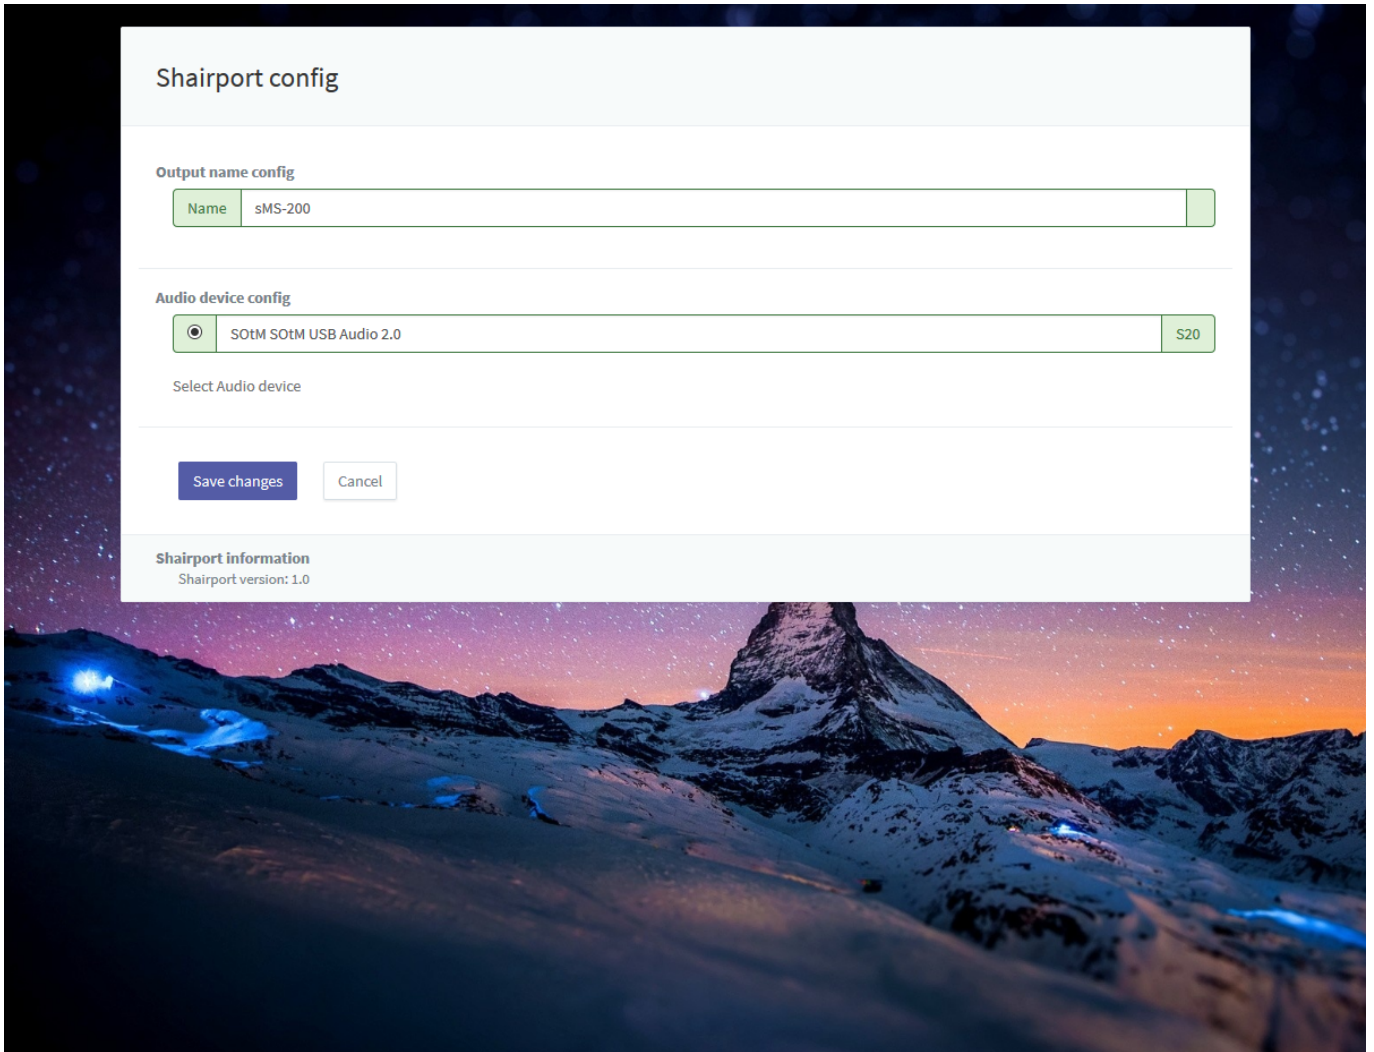 Shairport config
Output name config
Name sMS-200
Audio device config
SOtM SOtM USB Audio 2.0 S20
Select Audio device
Save changes Cancel
Shairport information
Shairport version: 1.0